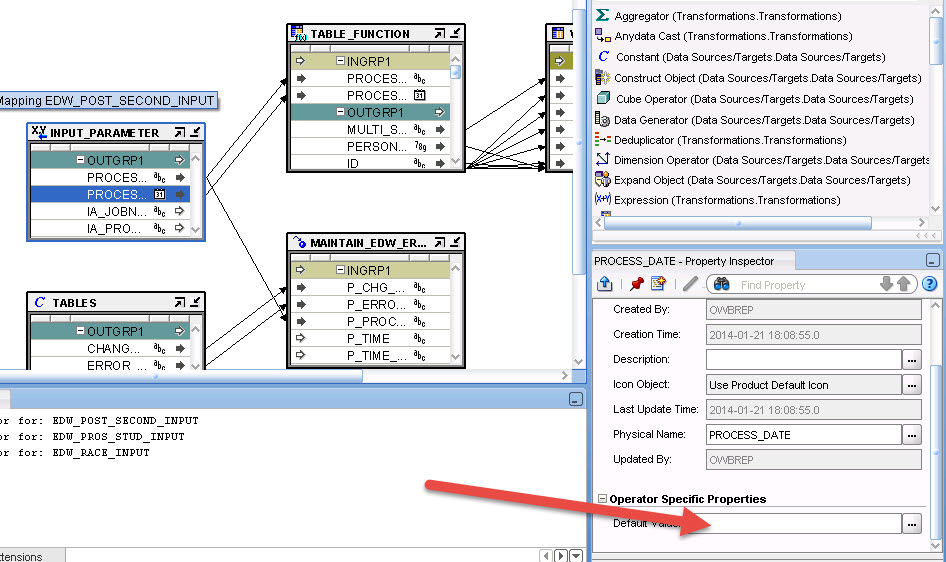 TABLE_FUNCTION
INGRP1
PROCES...
PROCES...
OUTGRP1
MULTI_S...
PERSON...
ID
Mapping EDW_POST_SECOND_INPUT
INPUT_PARAMETER
OUTGRP1
PROCES...
PROCES...
IA_JOBN...
IA_PRO...
MAINTAIN_EDW_ER...
INGRP1
P_CHG_...
P_ERRO...
P_PROC...
P_TIME
P_TIME_...
TABLES
OUTGRP1
CHANG...
ERROR
or for: EDW_POST_SECOND_INPUT
or for: EDW_PROS_STUD_INPUT
or for: EDW_RACE_INPUT
tensions
Aggregator (Transformations.Transformations)
Anydata Cast (Transformations.Transformations)
Constant (Data Sources/Targets.Data Sources/Targets)
Construct Object (Data Sources/Targets.Data Sources/Targets)
Cube Operator (Data Sources/Targets.Data Sources/Targets)
Data Generator (Data Sources/Targets.Data Sources/Targets)
Deduplicator (Transformations.Transformations)
Dimension Operator (Data Sources/Targets.Data Sources/Targets
Expand Object (Data Sources/Targets.Data Sources/Targets)
Expression (Transformations.Transformations)
PROCESS_DATE - Property Inspector
Find Property
Created By: OWBREP
Creation Time: 2014-01-21 18:08:55.0
Description:
Icon Object: Use Product Default Icon
Last Update Time: 2014-01-21 18:08:55.0
Physical Name: PROCESS_DATE
Updated By: OWBREP
Operator Specific Properties
Default Value: